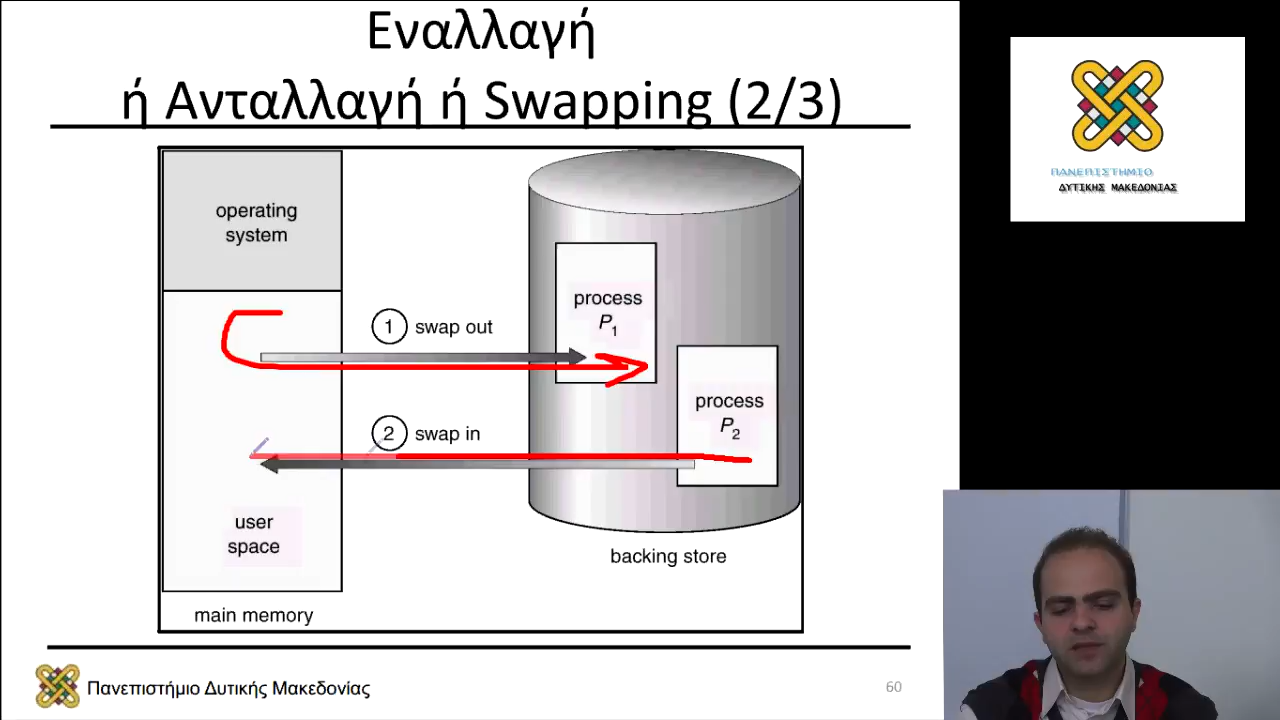 Εναλλαγή
ή Ανταλλαγή ή Swapping (2/3)
ΠΑΝΕΠΙΣΤΗΜΙΟ
ΔΥΤΙΚΗΣ ΜΑΚΕΔΟΝΙΑΣ
operating
system
1 swap out
process
P1
2 swap in
process
P2
user
space
backing store
main memory
Πανεπιστήμιο Δυτικής Μακεδονίας
60